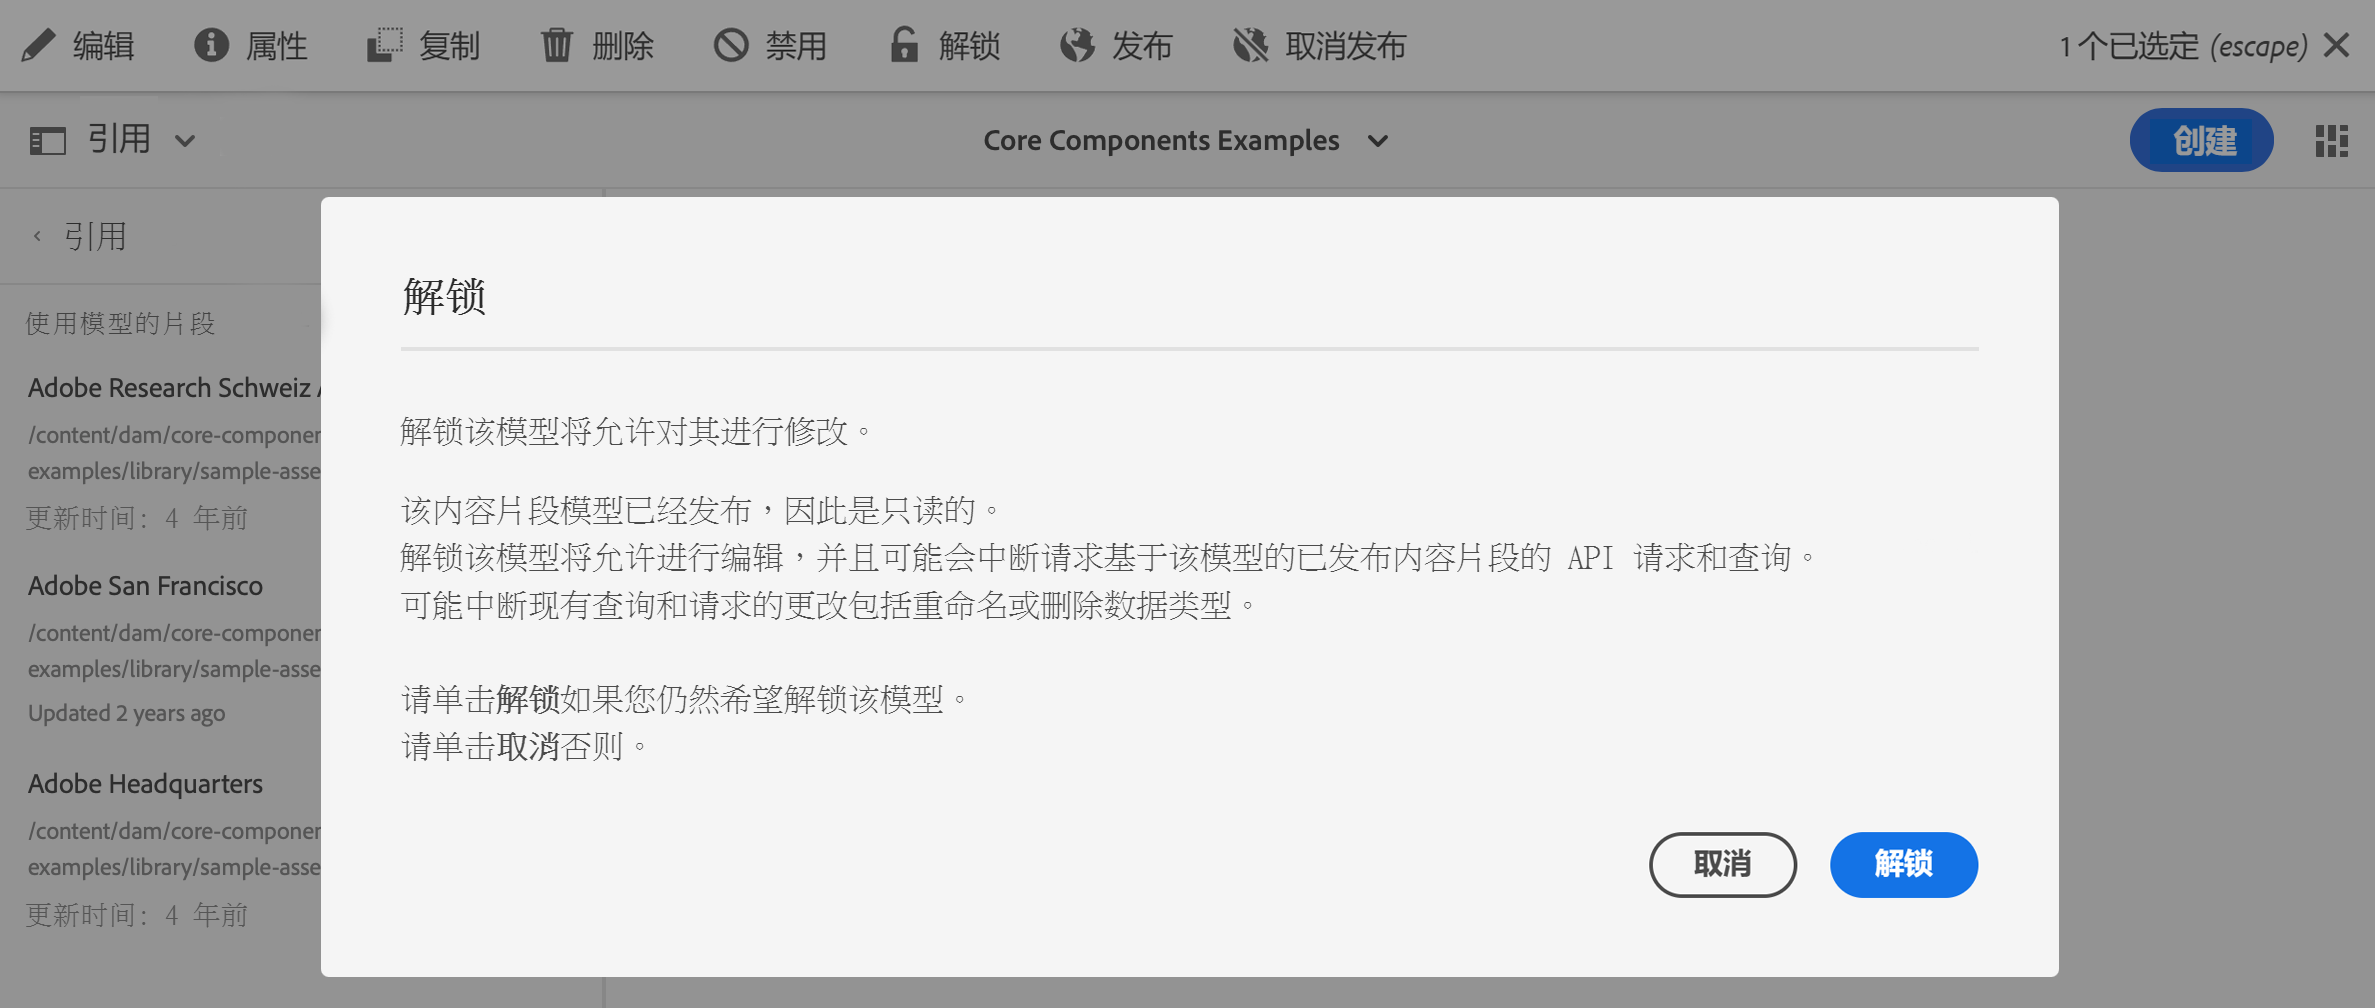 编辑 属性 复制 删除 禁用 解锁 发布 取消发布 1 个已选定 (escape)
引用 Core Components Examples 创建
引用
使用模型的片段
Adobe Research Schweiz
/content/dam/core-componen
examples/library/sample-asse
更新时间: 4 年前
Adobe San Francisco
/content/dam/core-componen
examples/library/sample-asse
Updated 2 years ago
Adobe Headquarters
/content/dam/core-componen
examples/library/sample-asse
更新时间: 4 年前
解锁
解锁该模型将允许对其进行修改。
该内容片段模型已经发布，因此是只读的。
解锁该模型将允许进行编辑，并且可能会中断请求基于该模型的已发布内容片段的 API 请求和查询。
可能中断现有查询和请求的更改包括重命名或删除数据类型。
请单击解锁如果您仍然希望解锁该模型。
请单击取消否则。
取消 解锁